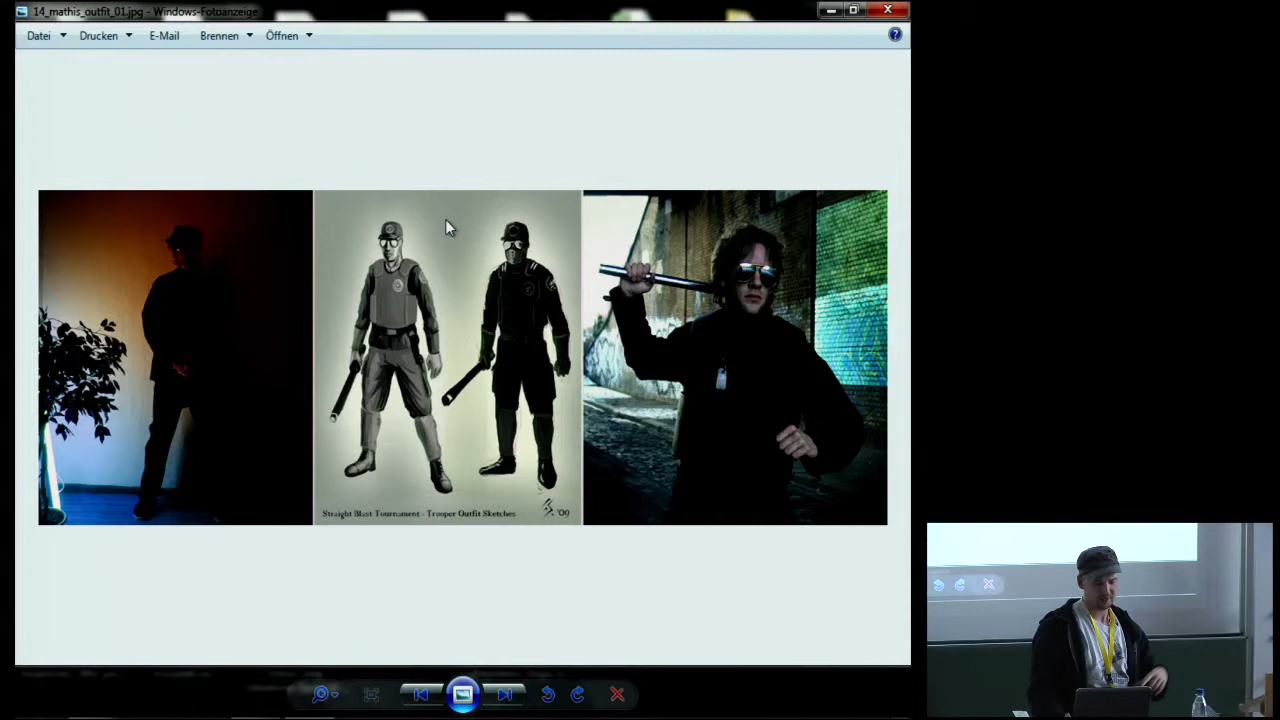 14_mathis_outfit_01.jpg - Windows-Fotoanzeige
Datei Drucken E-Mail Brennen Öffnen
Straight Blast Tournament - Trooper Outfit Sketches
'09